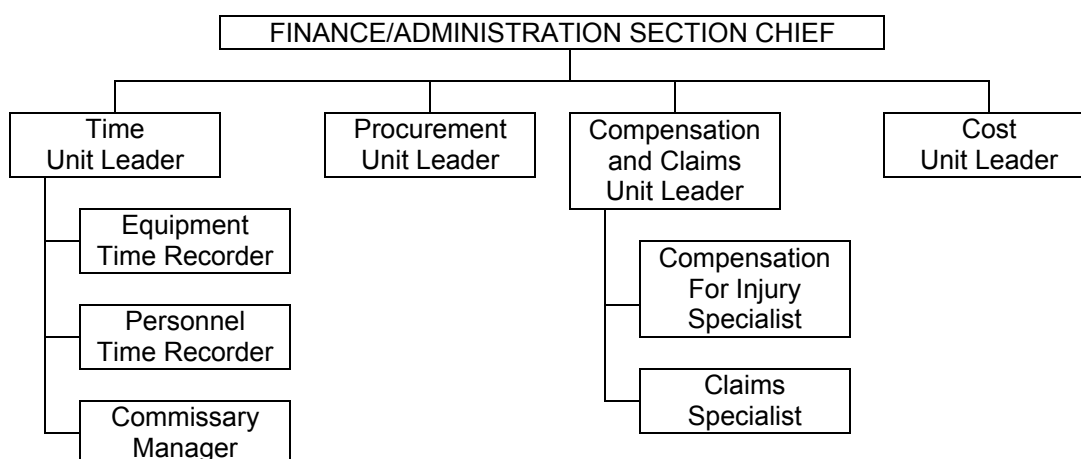 FINANCE/ADMINISTRATION SECTION CHIEF
Time
Unit Leader
Procurement
Unit Leader
Compensation
and Claims
Unit Leader
Cost
Unit Leader
Equipment
Time Recorder
Personnel
Time Recorder
Commissary
Manager
Compensation
For Injury
Specialist
Claims
Specialist